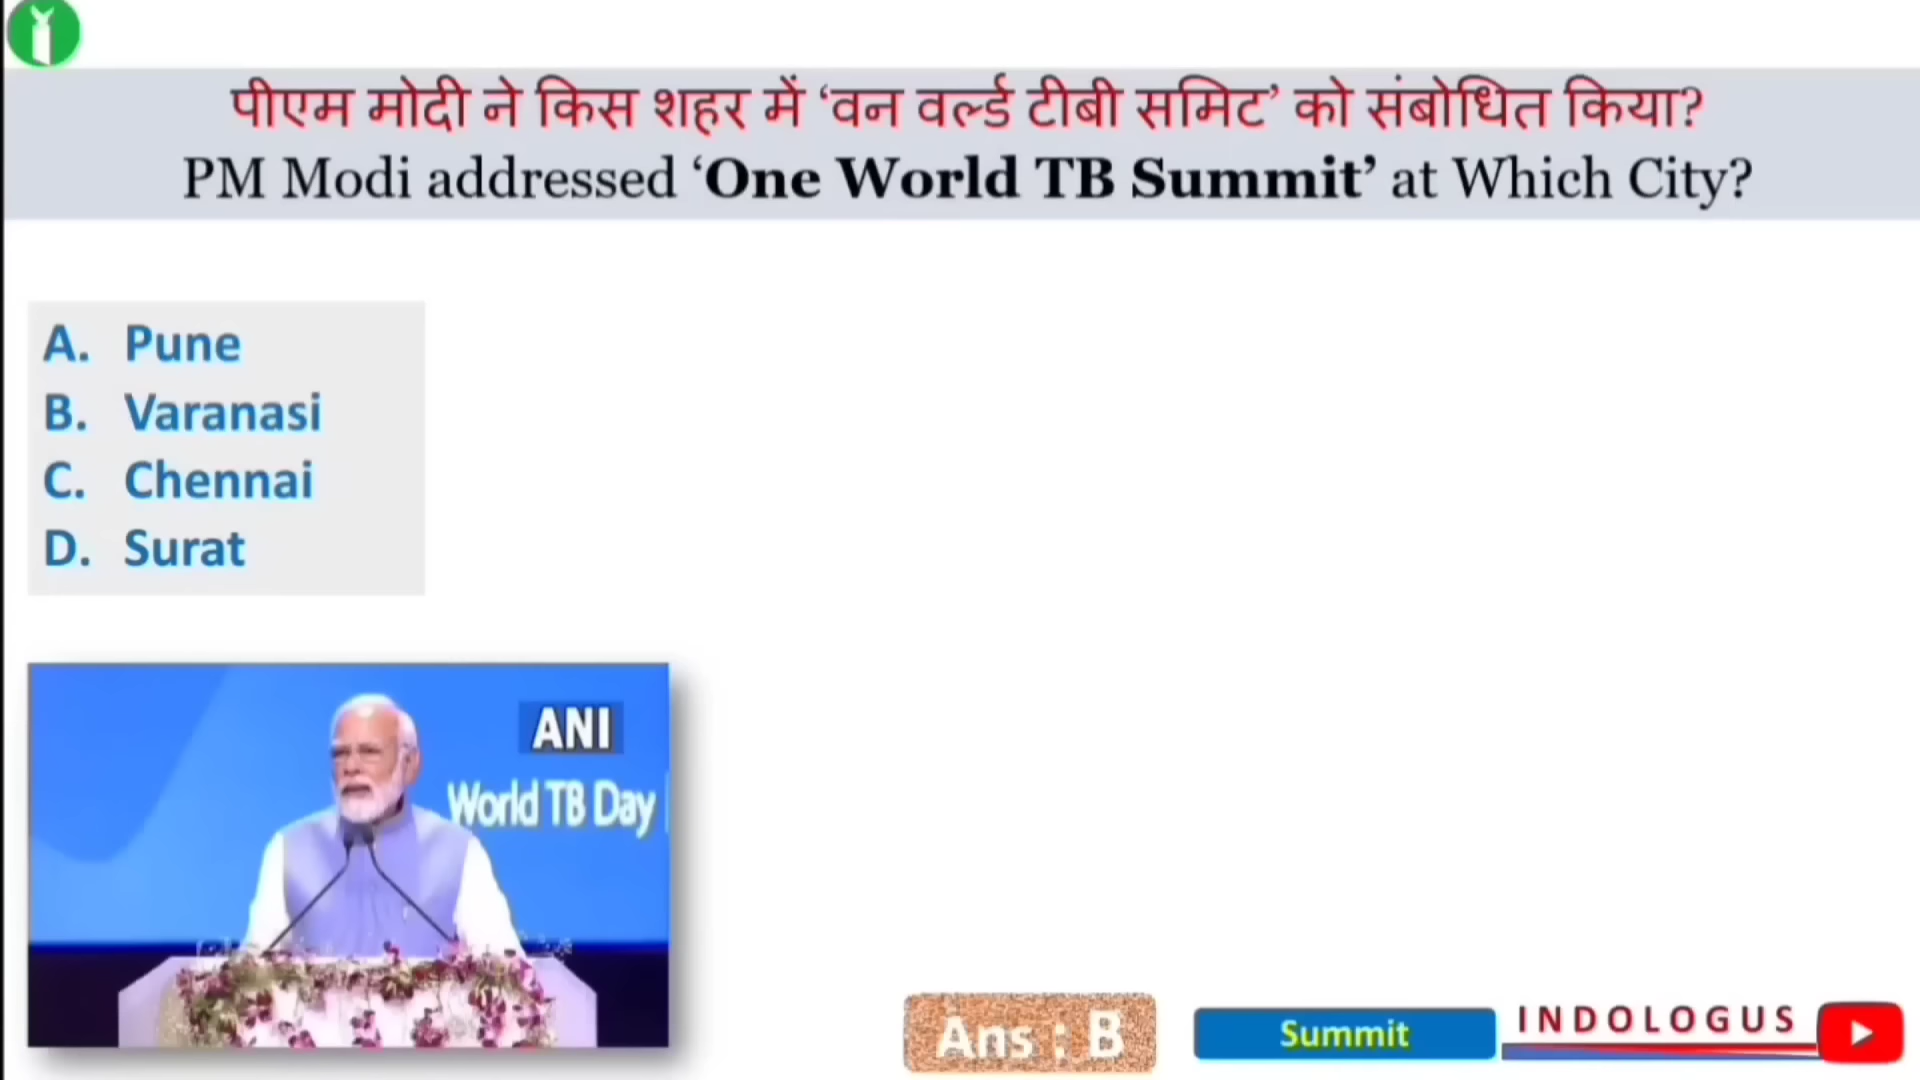 पीएम मोदी ने किस शहर में ‘वन वर्ल्ड टीबी समिट’ को संबोधित किया?
PM Modi addressed ‘One World TB Summit’ at Which City?
A. Pune
B. Varanasi
C. Chennai
D. Surat
ANI
World TB Day
Ans : B
Summit
INDOLOGUS